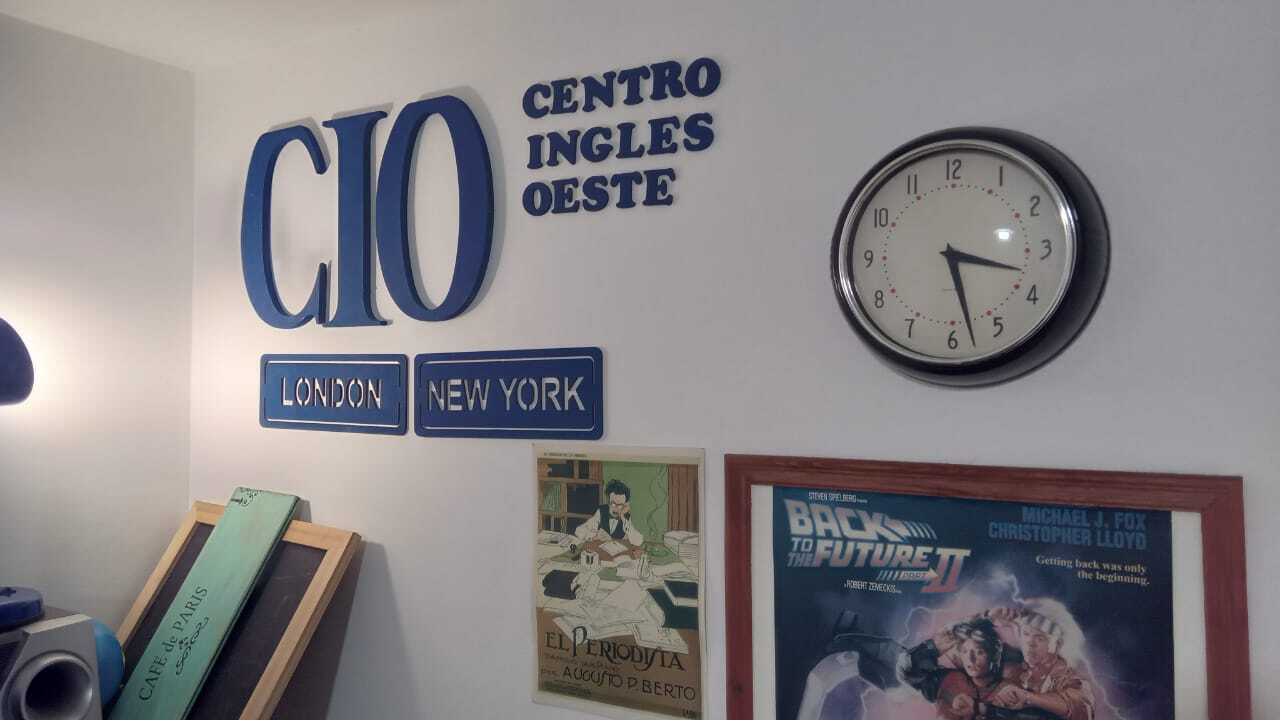 CIO
CENTRO
INGLES
OESTE
LONDON
NEW YORK
12
1
2
3
4
5
6
7
8
9
10
11
CAFÉ de PARIS
EL PERIODISTA
POR AUGUSTO P. BERTO
STEVEN SPIELBERG
MICHAEL J. FOX
CHRISTOPHER LLOYD
BACK
TO
THE FUTURE
PART II
A ROBERT ZEMECKIS
Getting back was only
the beginning.